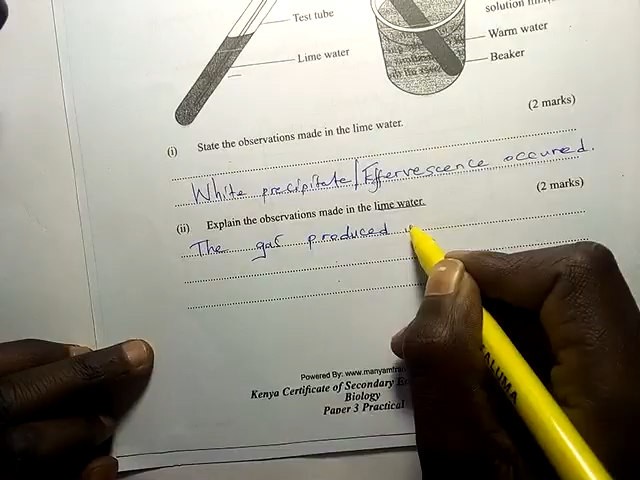 Test tube
Lime water
solution
Warm water
Beaker
(2 marks)
(i) State the observations made in the lime water.
White precipitate/Effervescence occured.
(2 marks)
(ii) Explain the observations made in the lime water.
The gas produced
Powered By: www.manyamfran
Kenya Certificate of Secondary E
Biology
Paper 3 Practical